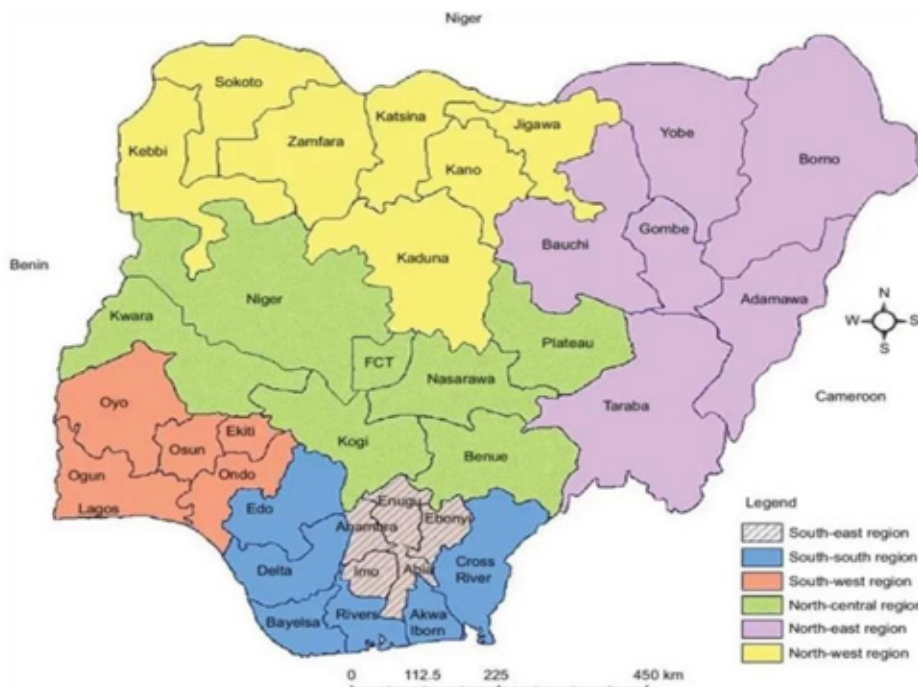 Niger
Sokoto
Katsina
Jigawa
Yobe
Borno
Kebbi
Zamfara
Kano
Gombe
Bauchi
Benin
Kaduna
Niger
Adamawa
N
W S
S
Kwara
FCT
Plateau
Nasarawa
Cameroon
Oyo
Taraba
Ekiti
Osun
Kogi
Benue
Ogun
Ondo
Lagos
Edo
Enugu
Anambra
Ebonyi
Legend
South-east region
Delta
Imo
Abia
Cross
River
South-south region
South-west region
Bayelsa
Rivers
Akwa
Ibom
North-central region
North-east region
North-west region
0 112.5 225 450 km